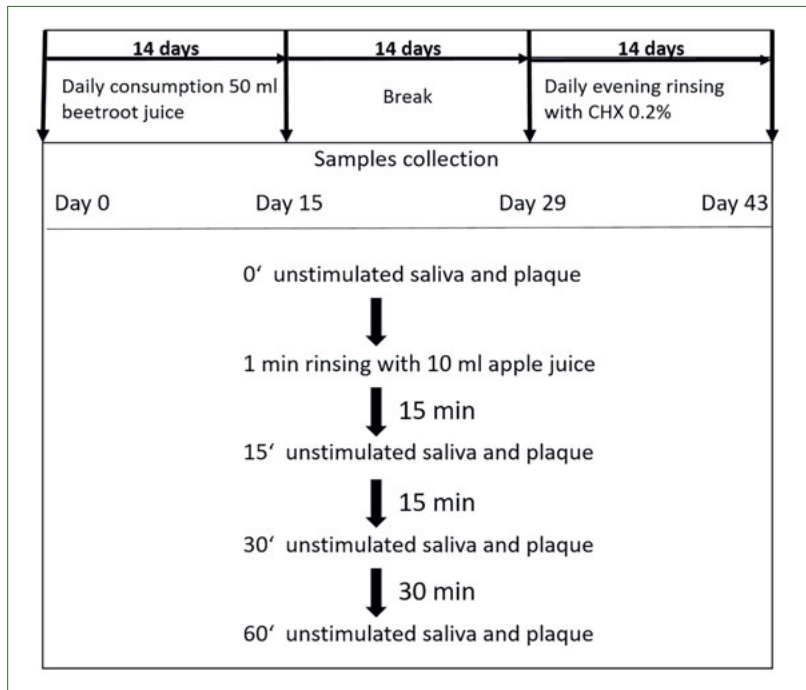 14 days 14 days 14 days
Daily consumption 50 ml
beetroot juice
Break
Daily evening rinsing
with CHX 0.2%
Samples collection
Day 0 Day 15 Day 29 Day 43
0‘ unstimulated saliva and plaque
1 min rinsing with 10 ml apple juice
15 min
15‘ unstimulated saliva and plaque
15 min
30‘ unstimulated saliva and plaque
30 min
60‘ unstimulated saliva and plaque